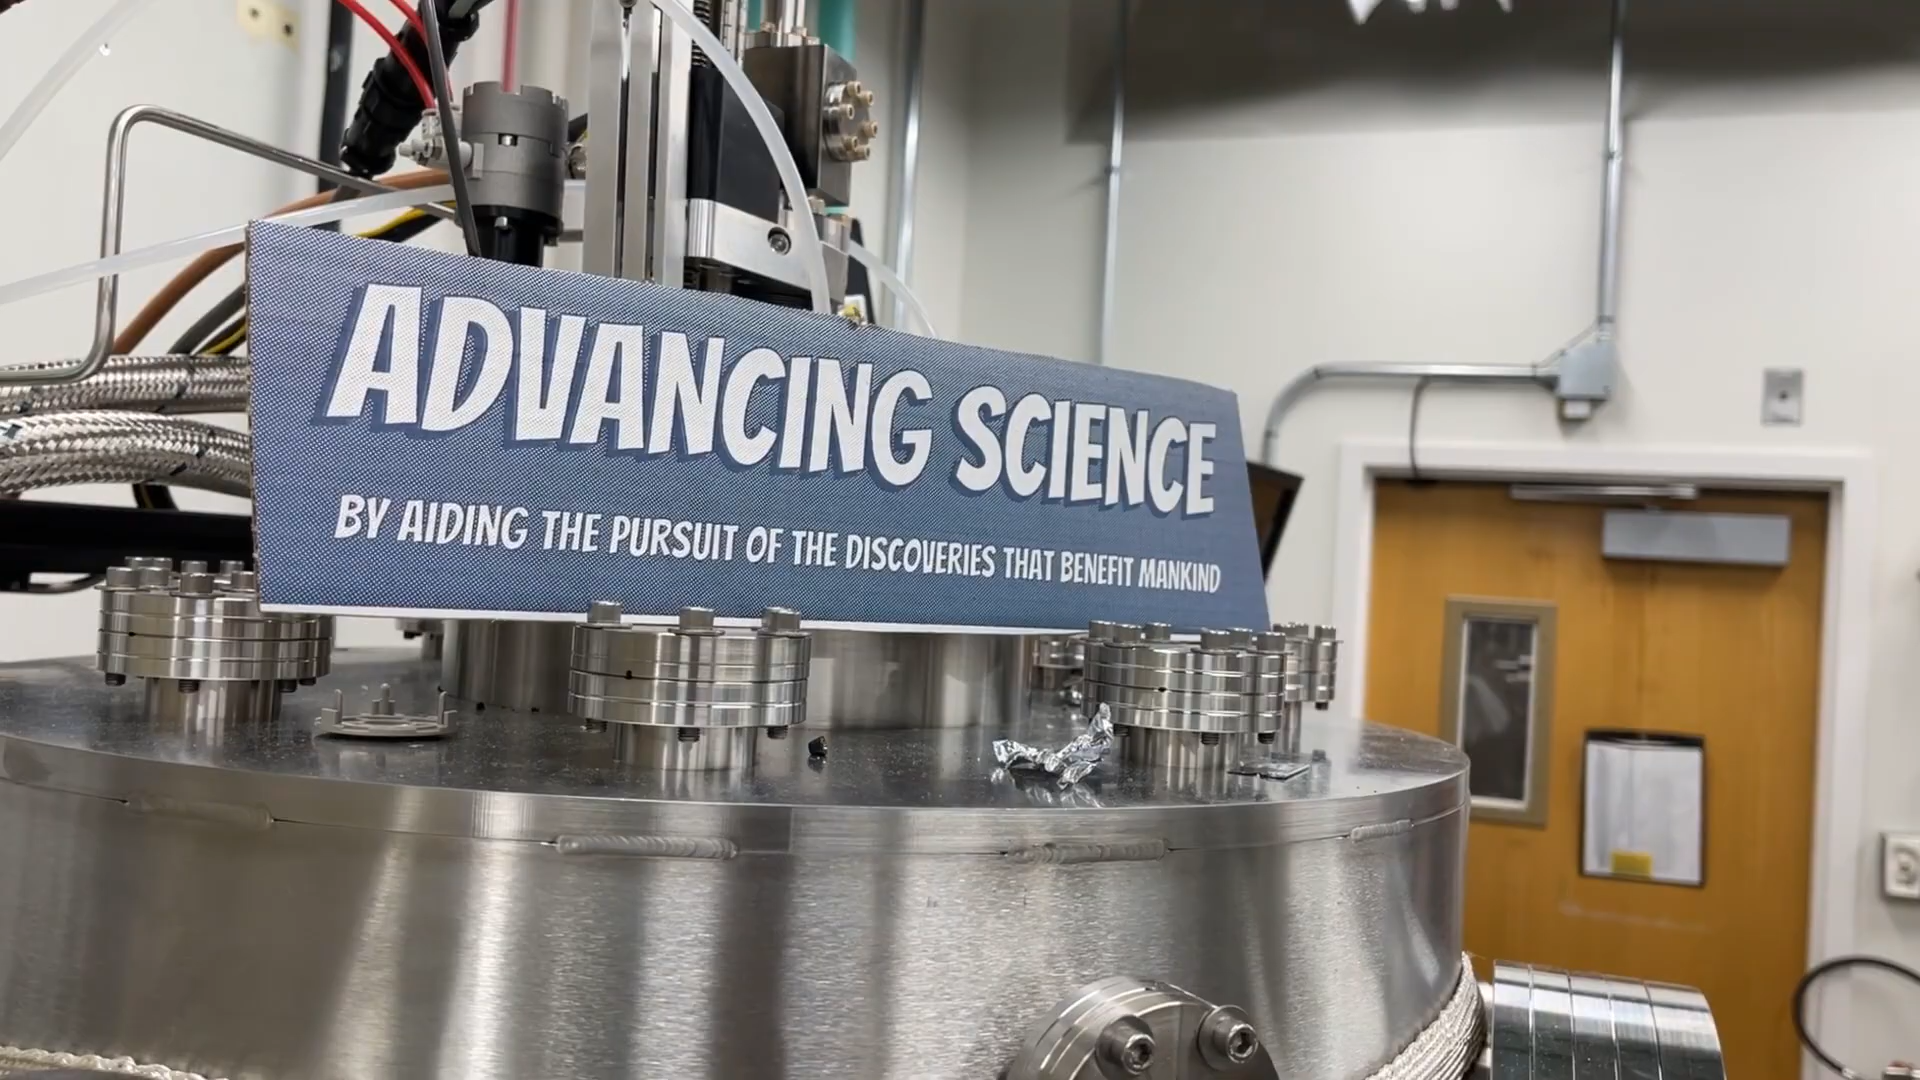 ADVANCING SCIENCE
BY AIDING THE PURSUIT OF THE DISCOVERIES THAT BENEFIT MANKIND